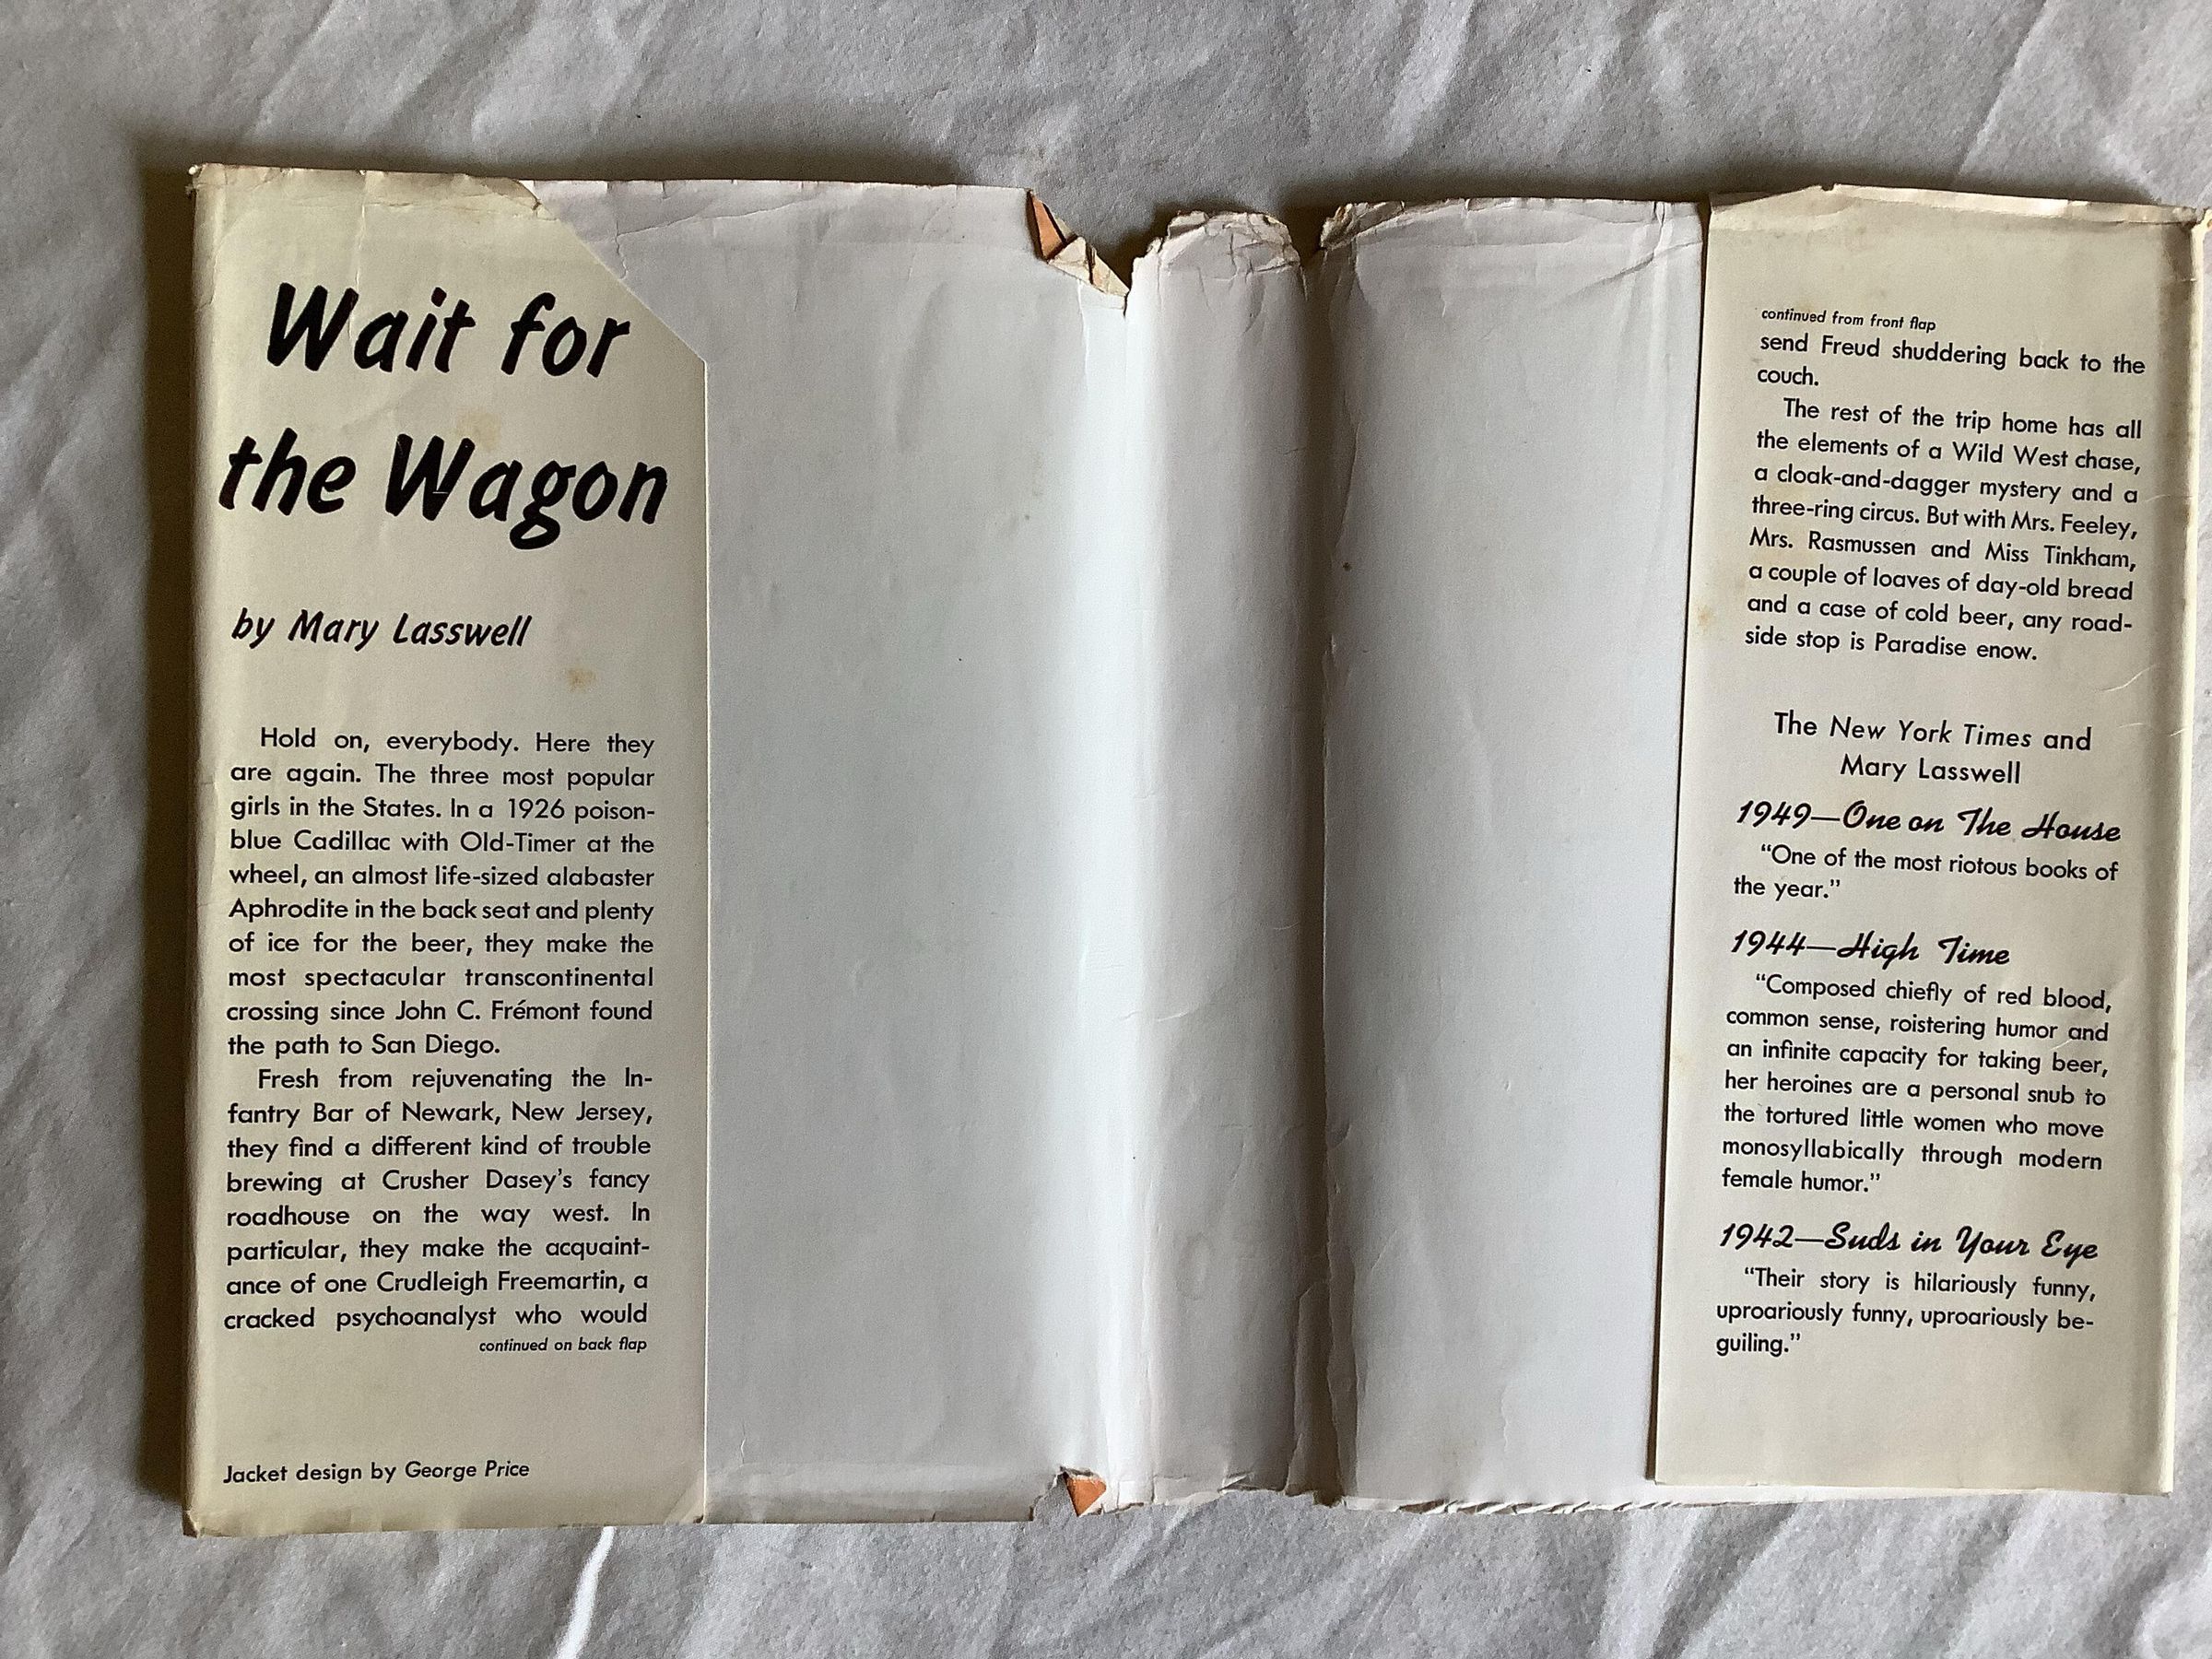 Wait for
the Wagon
by Mary Lasswell
Hold on, everybody. Here they
are again. The three most popular
girls in the States. In a 1926 poison-
blue Cadillac with Old-Timer at the
wheel, an almost life-sized alabaster
Aphrodite in the back seat and plenty
of ice for the beer, they make the
most spectacular transcontinental
crossing since John C. Frémont found
the path to San Diego.
Fresh from rejuvenating the In-
fantry Bar of Newark, New Jersey,
they find a different kind of trouble
brewing at Crusher Dasey's fancy
roadhouse on the way west. In
particular, they make the acquaint-
ance of one Crudleigh Freemartin, a
cracked psychoanalyst who would
continued on back flap
Jacket design by George Price
continued from front flap
send Freud shuddering back to the
couch.
The rest of the trip home has all
the elements of a Wild West chase,
a cloak-and-dagger mystery and a
three-ring circus. But with Mrs. Feeley,
Mrs. Rasmussen and Miss Tinkham,
a couple of loaves of day-old bread
and a case of cold beer, any road-
side stop is Paradise enow.
The New York Times and
Mary Lasswell
1949—One on The House
"One of the most riotous books of
the year."
1944—High Time
"Composed chiefly of red blood,
common sense, roistering humor and
an infinite capacity for taking beer,
her heroines are a personal snub to
the tortured little women who move
monosyllabically through modern
female humor."
1942—Suds in Your Eye
"Their story is hilariously funny,
uproariously funny, uproariously be-
guiling."